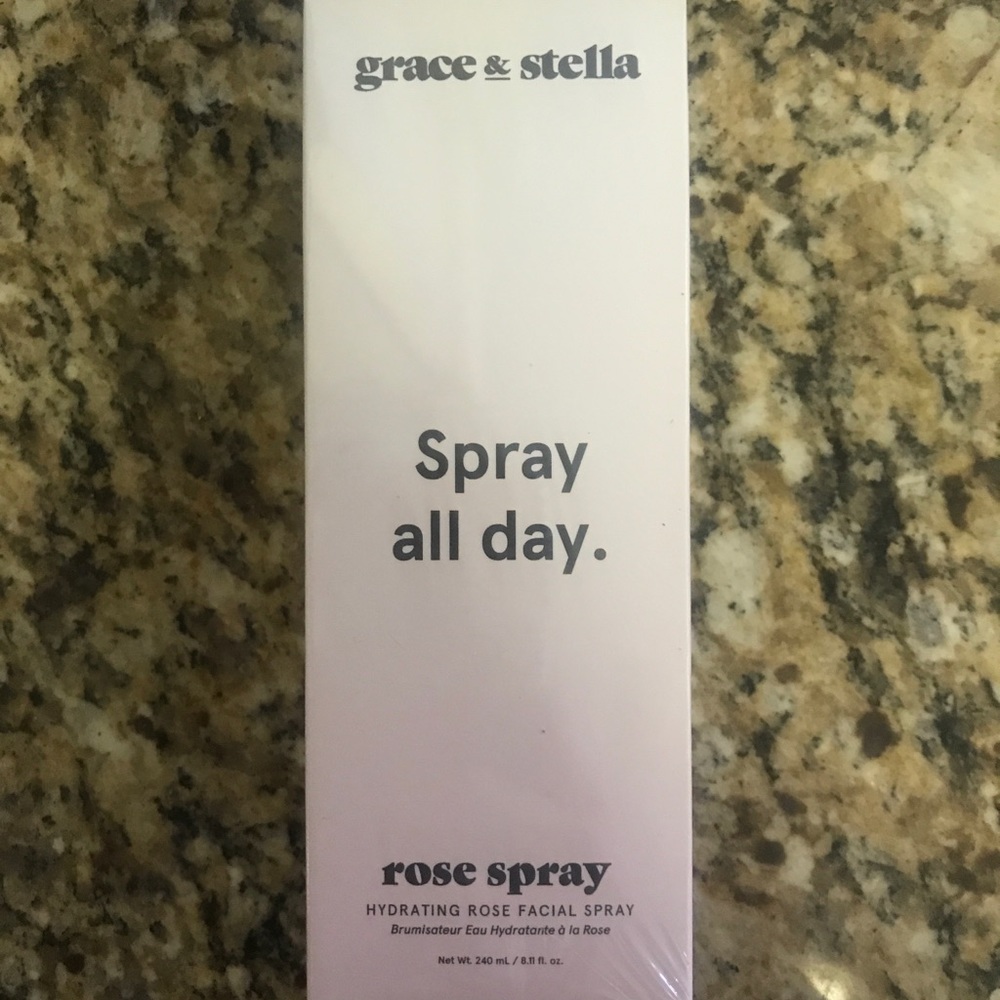 grace & stella
Spray
all day.
rose spray
HYDRATING ROSE FACIAL SPRAY
Brumisateur Eau Hydratante à la Rose
Net Wt. 240 mL / 8.11 fl. oz.